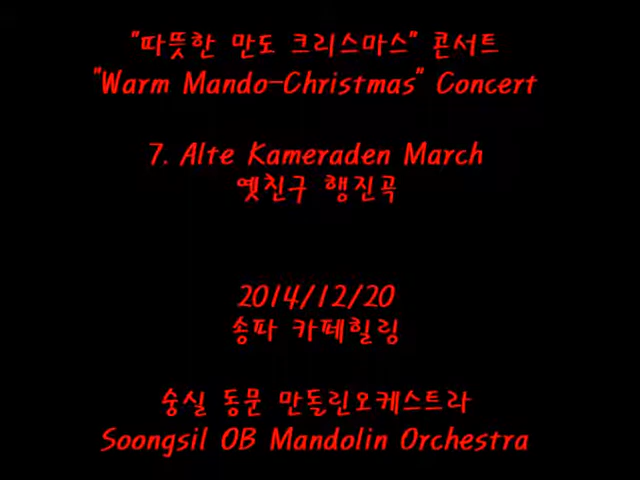 "따뜻한 만도 크리스마스" 콘서트
"Warm Mando-Christmas" Concert
7. Alte Kameraden March
옛친구 행진곡
2014/12/20
송파 카페힐링
숭실 동문 만돌린오케스트라
Soongsil OB Mandolin Orchestra